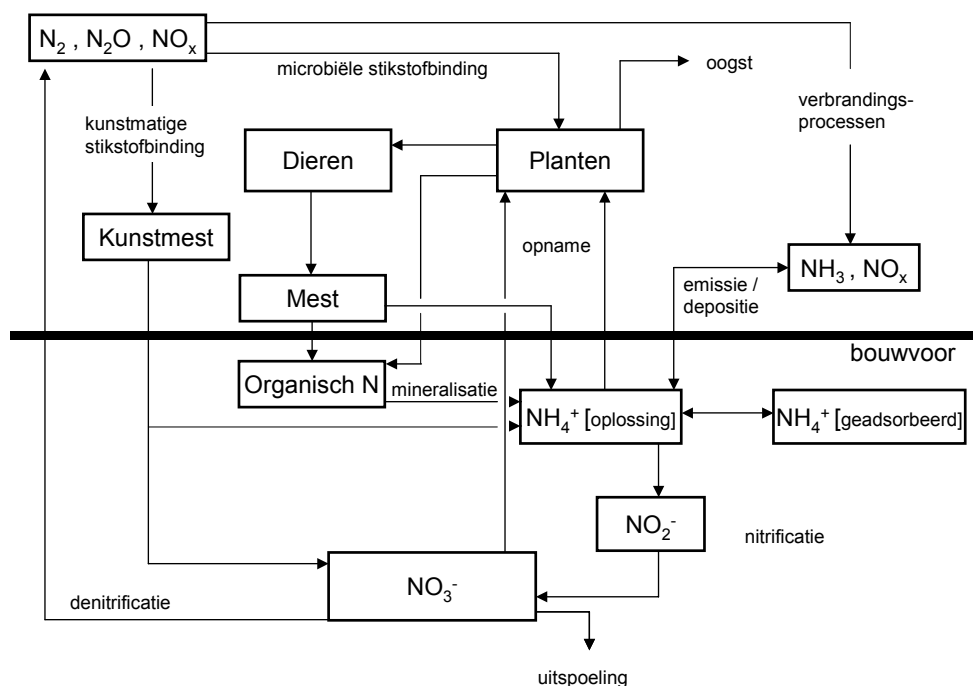 N₂ , N₂O , NOₓ
microbiële stikstofbinding
oogst
kunstmatige
stikstofbinding
verbrandings-
processen
Dieren
Planten
Kunstmest
opname
NH₃ , NOₓ
Mest
emissie /
depositie
bouwvoor
Organisch N
mineralisatie
NH₄⁺ [oplossing]
NH₄⁺ [geadsorbeerd]
NO₂⁻
nitrificatie
NO₃⁻
denitrificatie
uitspoeling